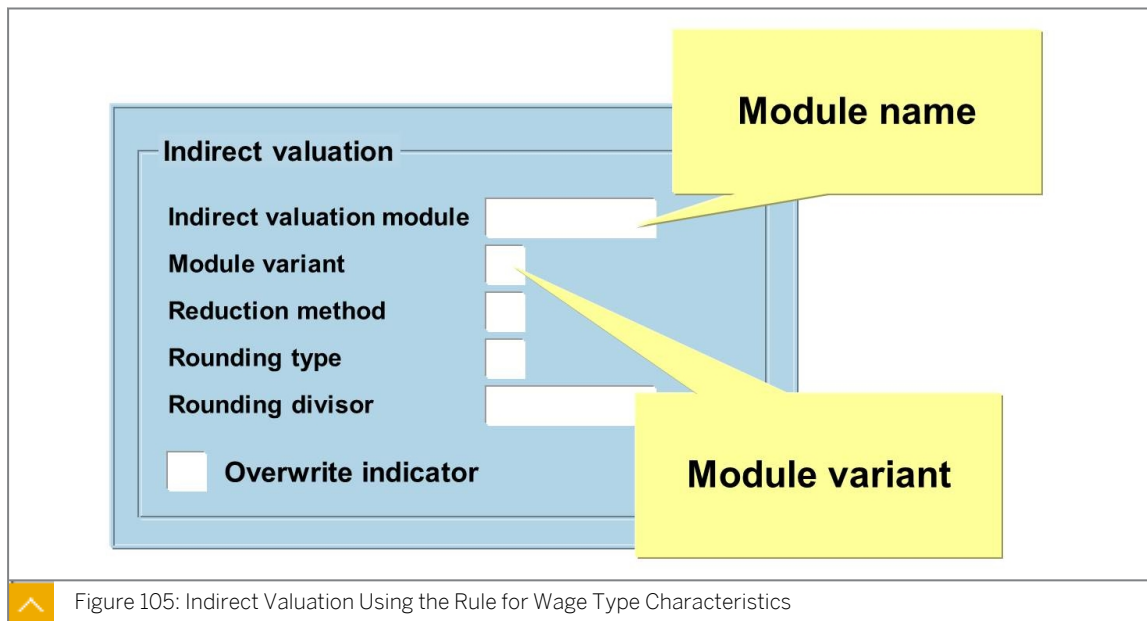 Module name
Indirect valuation
Indirect valuation module
Module variant
Reduction method
Rounding type
Rounding divisor
Overwrite indicator
Module variant
Figure 105: Indirect Valuation Using the Rule for Wage Type Characteristics